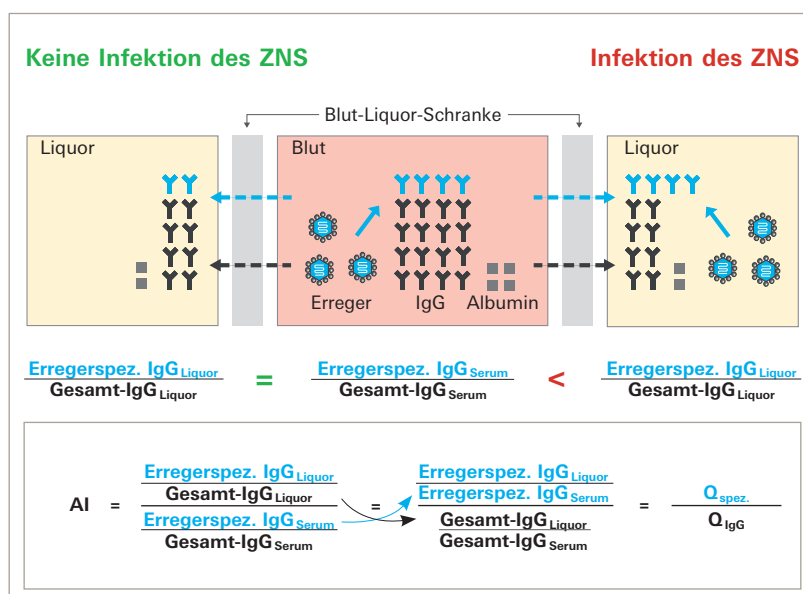 Keine Infektion des ZNS
Infektion des ZNS
Blut-Liquor-Schranke
Liquor
Blut
Liquor
Erreger
IgG
Albumin
Erregerspez. IgG Liquor
Gesamt-IgG Liquor
=
Erregerspez. IgG Serum
Gesamt-IgG Serum
<
Erregerspez. IgG Liquor
Gesamt-IgG Liquor
AI
=
Erregerspez. IgG Liquor
Gesamt-IgG Liquor
Erregerspez. IgG Serum
Gesamt-IgG Serum
=
Erregerspez. IgG Liquor
Erregerspez. IgG Serum
Gesamt-IgG Liquor
Gesamt-IgG Serum
=
Q spez.
Q IgG